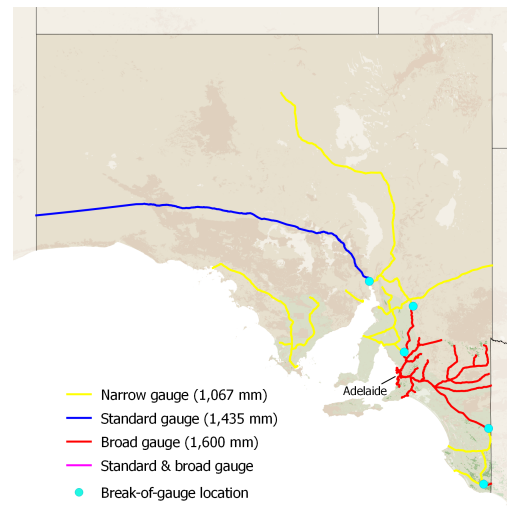 Adelaide
Narrow gauge (1,067 mm)
Standard gauge (1,435 mm)
Broad gauge (1,600 mm)
Standard & broad gauge
Break-of-gauge location